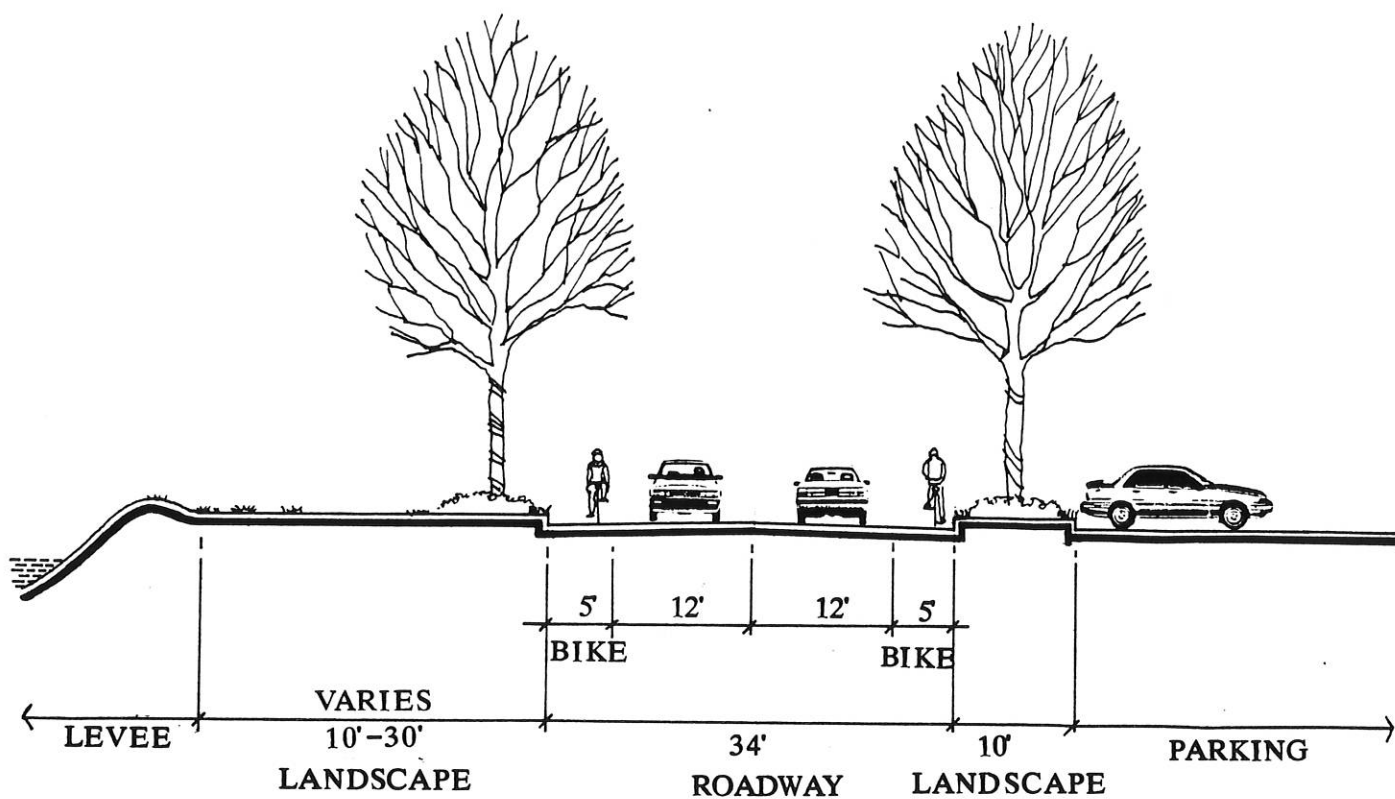 5' 12' 12' 5'
BIKE BIKE
LEVEE
VARIES
10'-30'
LANDSCAPE
34'
ROADWAY
10'
LANDSCAPE
PARKING